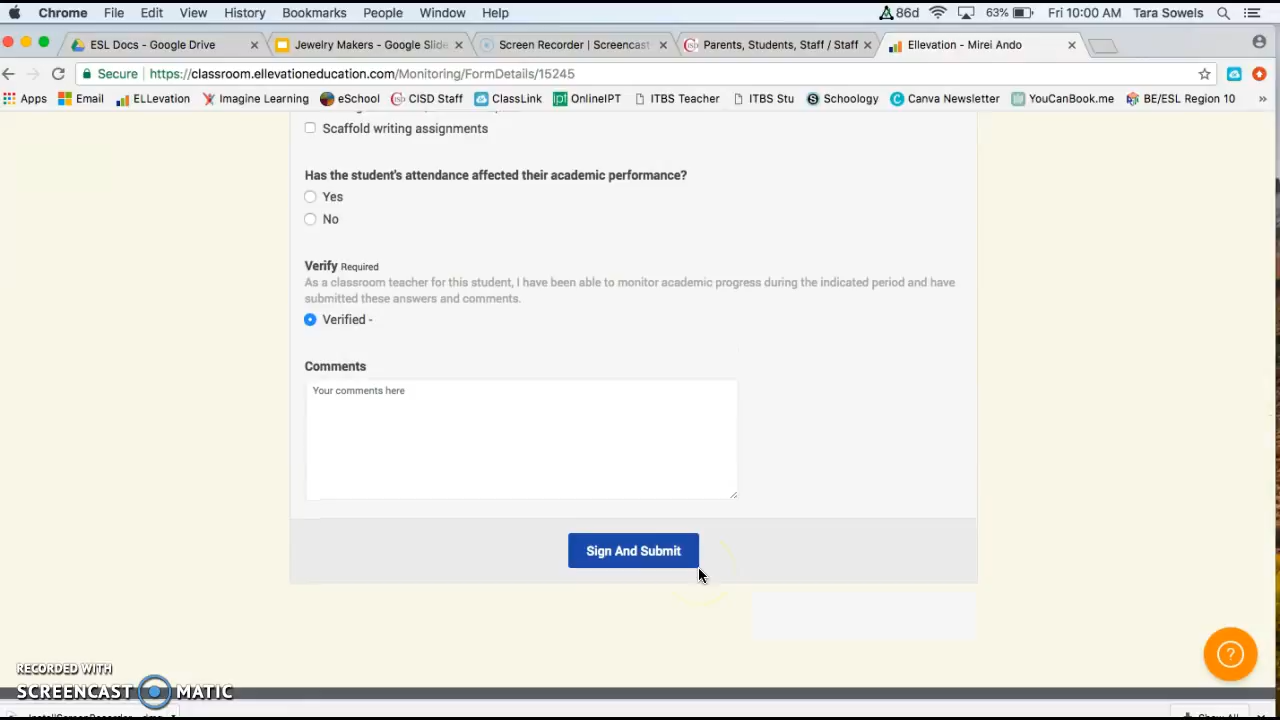 Chrome File Edit View History Bookmarks People Window Help 86d 63% Fri 10:00 AM Tara Sowels
ESL Docs - Google Drive Jewelry Makers - Google Slide Screen Recorder | Screencast Parents, Students, Staff / Staff Ellevation - Mirei Ando
Secure https://classroom.ellevationeducation.com/Monitoring/FormDetails/15245
Apps Email ELLevation Imagine Learning eSchool CISD Staff ClassLink OnlineIPT ITBS Teacher ITBS Stu Schoology Canva Newsletter YouCanBook.me BE/ESL Region 10 »
Scaffold writing assignments
Has the student's attendance affected their academic performance?
Yes
No
Verify Required
As a classroom teacher for this student, I have been able to monitor academic progress during the indicated period and have
submitted these answers and comments.
Verified -
Comments
Your comments here
Sign And Submit
?
RECORDED WITH
SCREENCAST MATIC
Show All